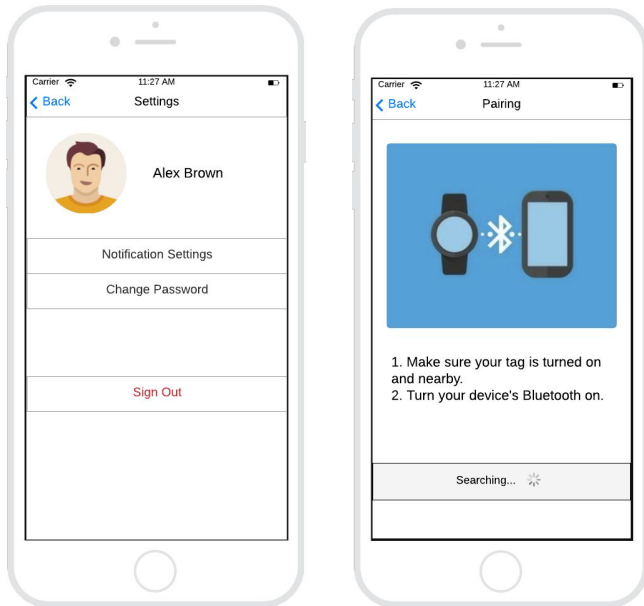 Carrier 11:27 AM
Back Settings
Alex Brown
Notification Settings
Change Password
Sign Out
Carrier 11:27 AM
Back Pairing
1. Make sure your tag is turned on
and nearby.
2. Turn your device's Bluetooth on.
Searching...